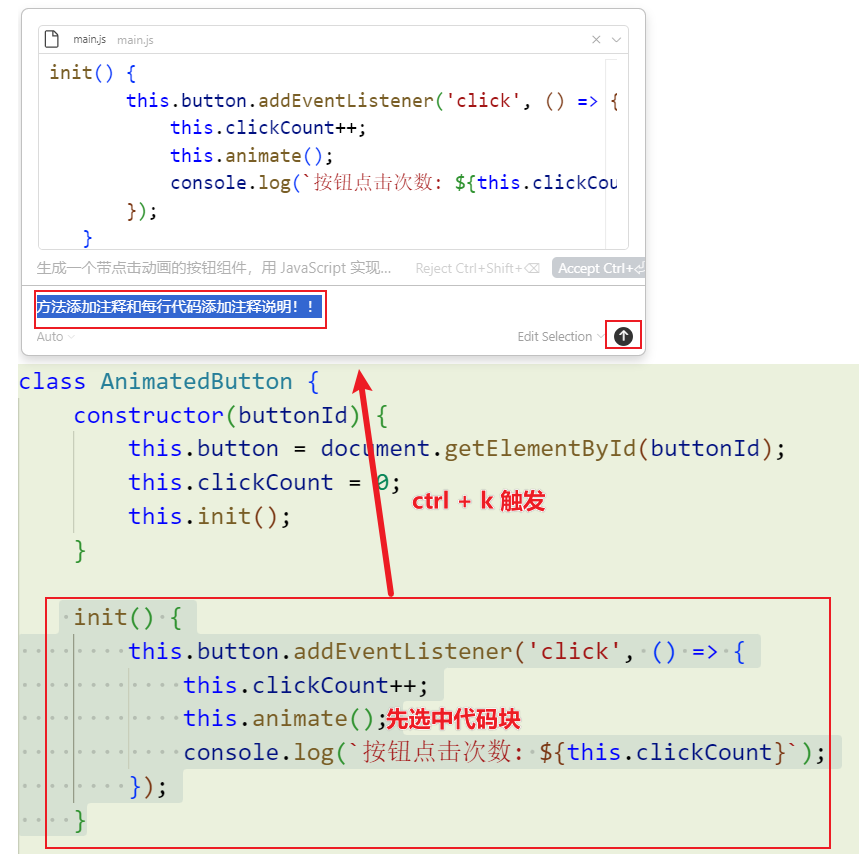 main.js main.js
init() {
this.button.addEventListener('click', () => {
this.clickCount++;
this.animate();
console.log(`按钮点击次数: ${this.clickCou
});
}
生成一个带点击动画的按钮组件，用 JavaScript 实现... Reject Ctrl+Shift+⌫ Accept Ctrl+⏎
方法添加注释和每行代码添加注释说明！！
Auto Edit Selection
class AnimatedButton {
constructor(buttonId) {
this.button = document.getElementById(buttonId);
this.clickCount = 0;
ctrl + k 触发
this.init();
}
init() {
this.button.addEventListener('click', () => {
this.clickCount++;
this.animate();先选中代码块
console.log(`按钮点击次数: ${this.clickCount}`);
});
}